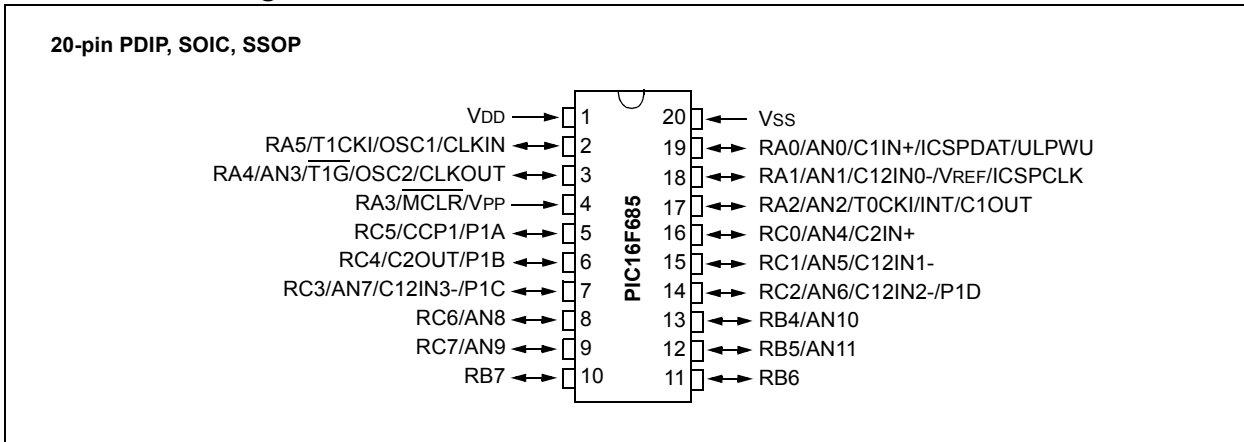 20-pin PDIP, SOIC, SSOP
VDD 1 20 VSS
RA5/T1CKI/OSC1/CLKIN 2 19 RA0/AN0/C1IN+/ICSPDAT/ULPWU
RA4/AN3/T1G/OSC2/CLKOUT 3 18 RA1/AN1/C12IN0-/VREF/ICSPCLK
RA3/MCLR/VPP 4 17 RA2/AN2/T0CKI/INT/C1OUT
RC5/CCP1/P1A 5 16 RC0/AN4/C2IN+
RC4/C2OUT/P1B 6 15 RC1/AN5/C12IN1-
RC3/AN7/C12IN3-/P1C 7 14 RC2/AN6/C12IN2-/P1D
RC6/AN8 8 13 RB4/AN10
RC7/AN9 9 12 RB5/AN11
RB7 10 11 RB6
PIC16F685